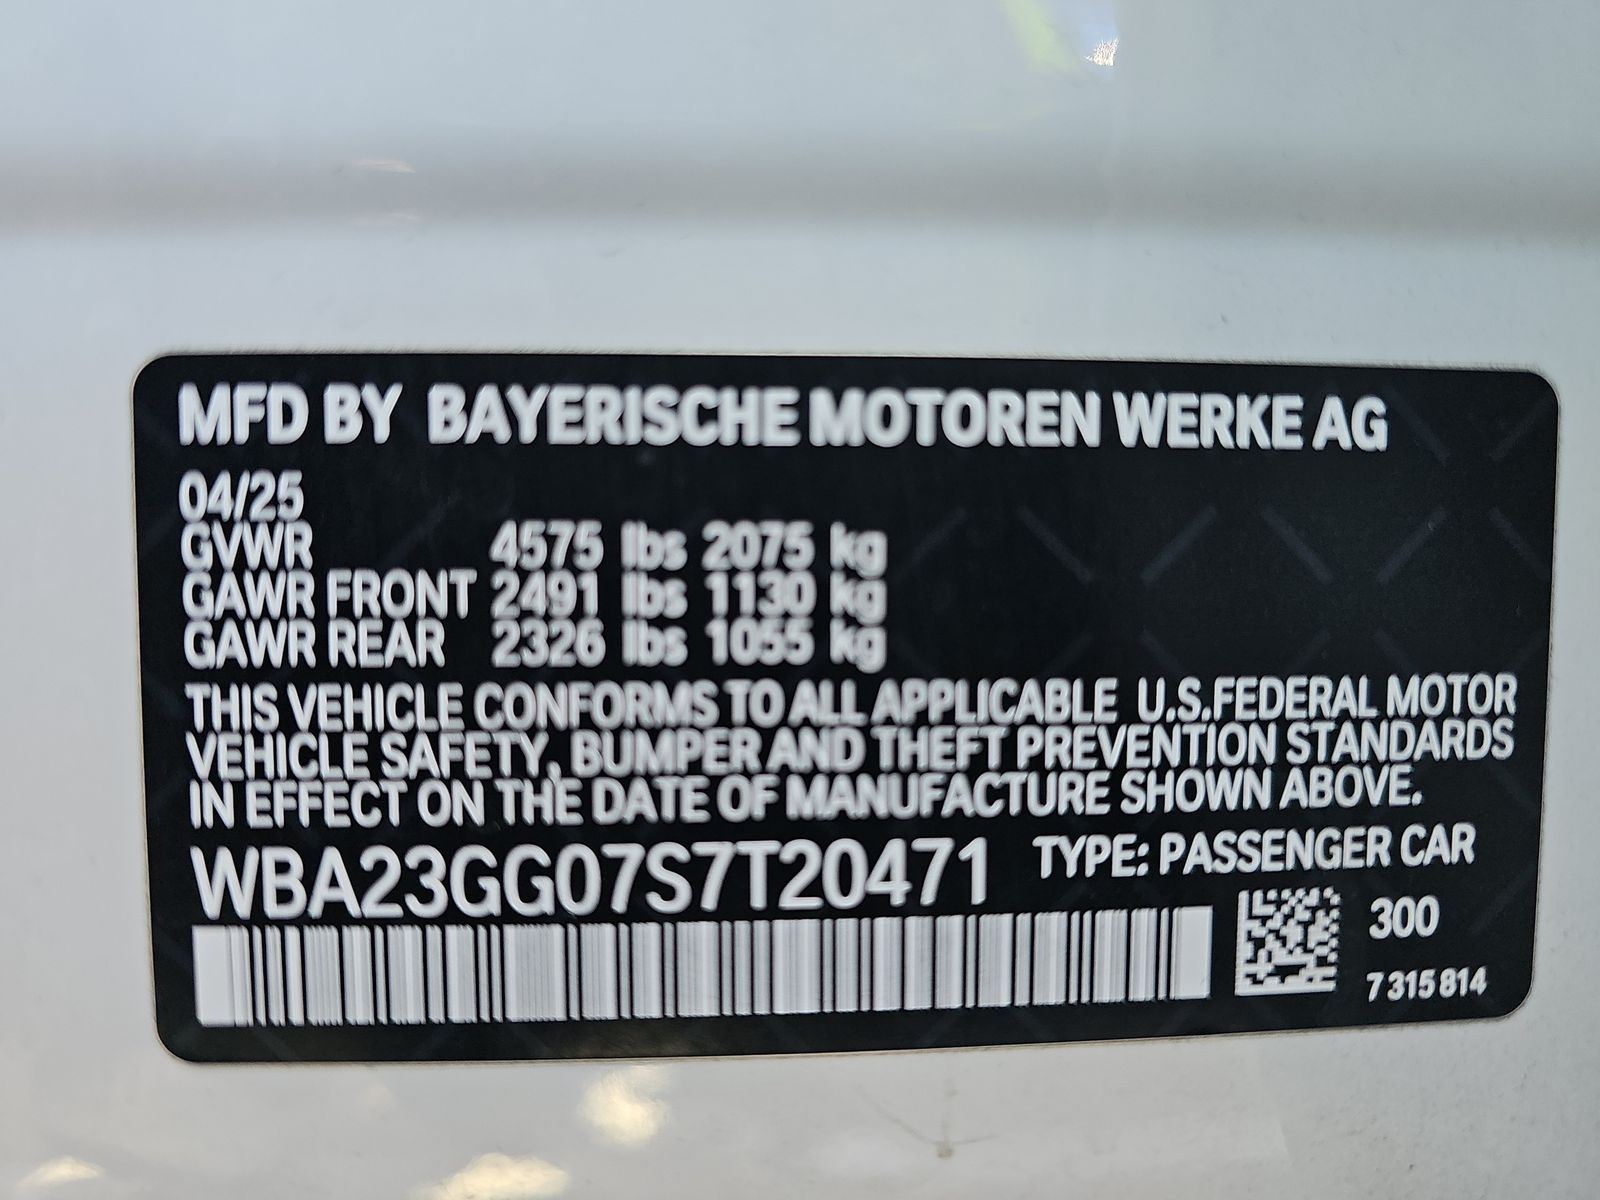 MFD BY BAYERISCHE MOTOREN WERKE AG
04/25
GVWR 4575 lbs 2075 kg
GAWR FRONT 2491 lbs 1130 kg
GAWR REAR 2326 lbs 1055 kg
THIS VEHICLE CONFORMS TO ALL APPLICABLE U.S.FEDERAL MOTOR
VEHICLE SAFETY, BUMPER AND THEFT PREVENTION STANDARDS
IN EFFECT ON THE DATE OF MANUFACTURE SHOWN ABOVE.
WBA23GG07S7T20471 TYPE: PASSENGER CAR
300
7 315 814